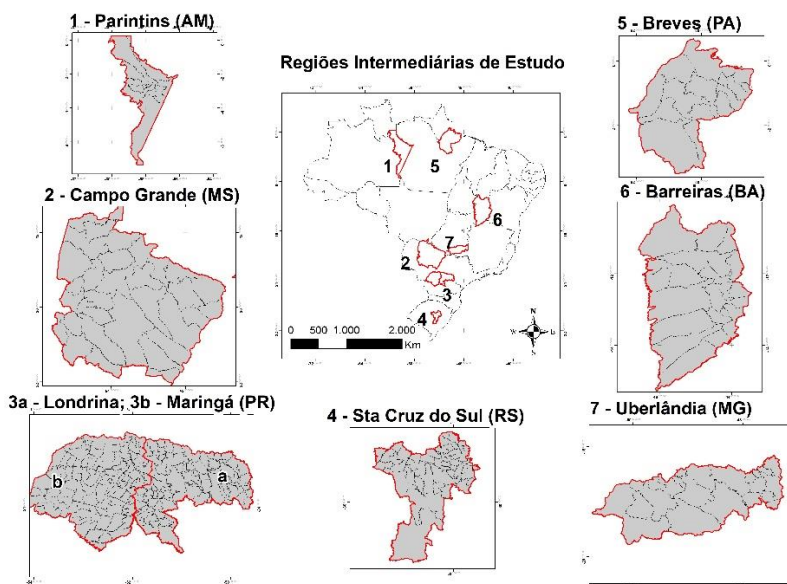 1 - Parintins (AM)
Regiões Intermediárias de Estudo
5 - Breves (PA)
1
5
6
7
2
3
4
0 500 1.000 2.000
Km
N
W
E
S
2 - Campo Grande (MS)
6 - Barreiras (BA)
3a - Londrina; 3b - Maringá (PR)
b
a
4 - Sta Cruz do Sul (RS)
7 - Uberlândia (MG)